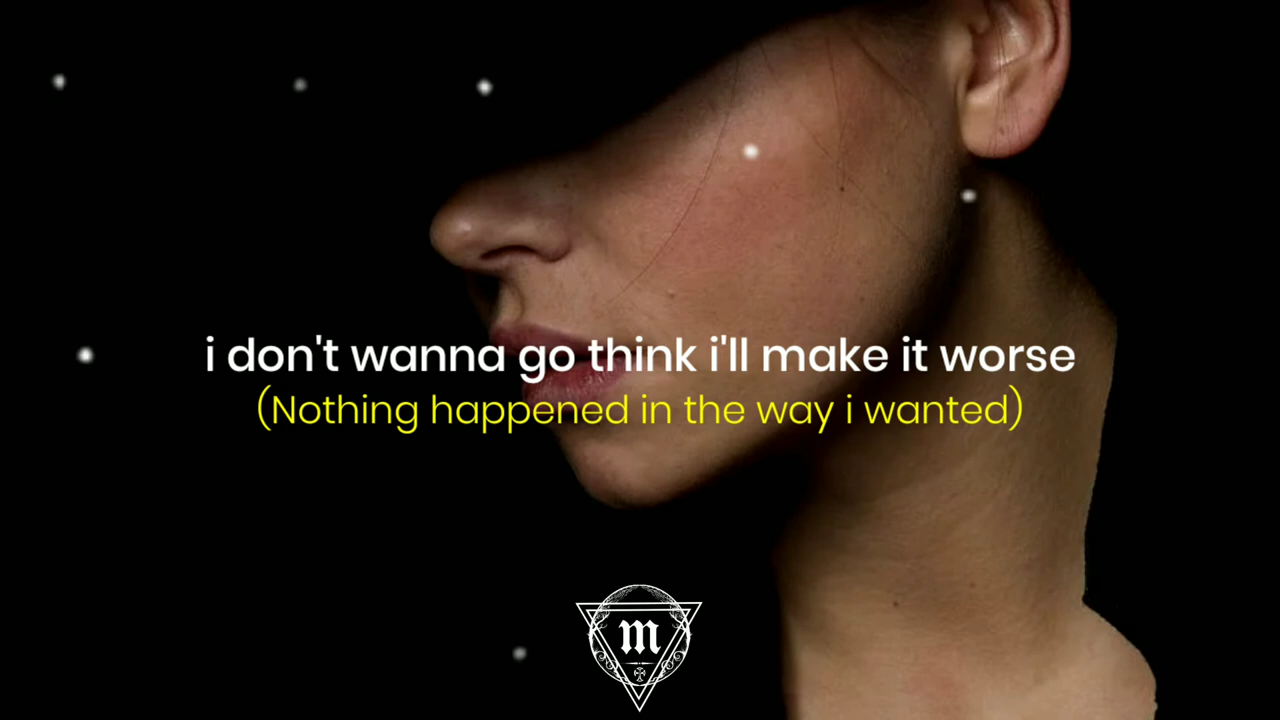 i don't wanna go think i'll make it worse
(Nothing happened in the way i wanted)
m